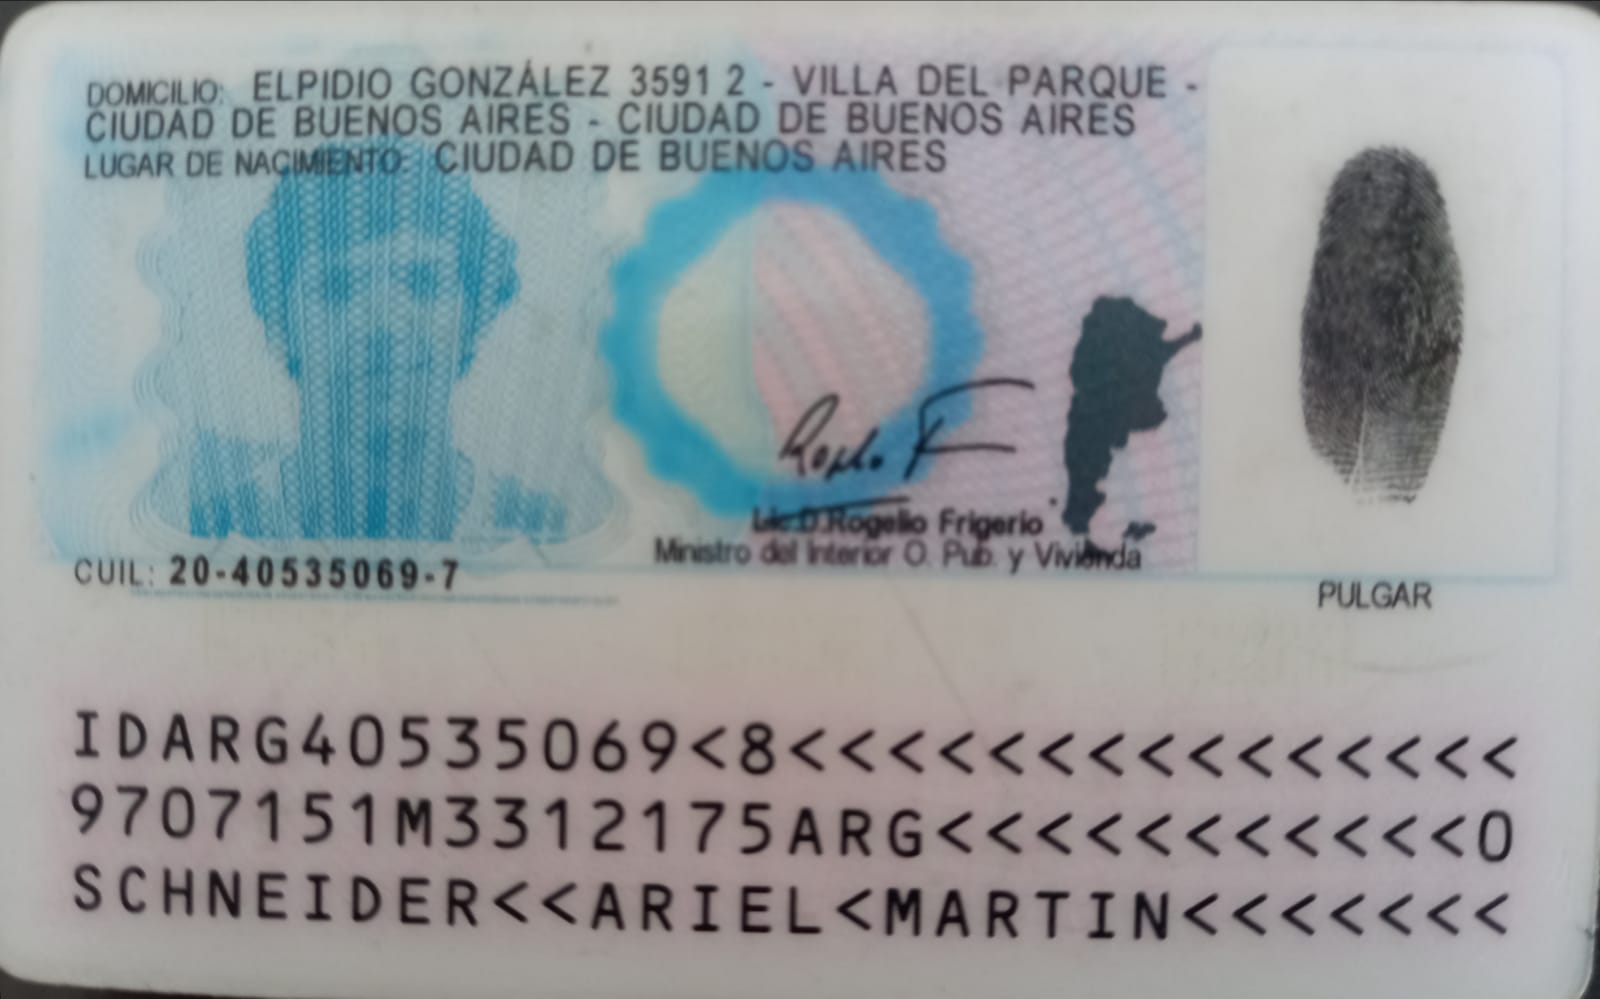 DOMICILIO: ELPIDIO GONZÁLEZ 3591 2 - VILLA DEL PARQUE -
CIUDAD DE BUENOS AIRES - CIUDAD DE BUENOS AIRES
LUGAR DE NACIMIENTO: CIUDAD DE BUENOS AIRES
Lic.D.Rogelio Frigerio
Ministro del Interior O. Pub. y Vivienda
CUIL: 20-40535069-7
PULGAR
IDARG40535069<8<<<<<<<<<<<<<<<
9707151M3312175ARG<<<<<<<<<<<0
SCHNEIDER<<ARIEL<MARTIN<<<<<<<